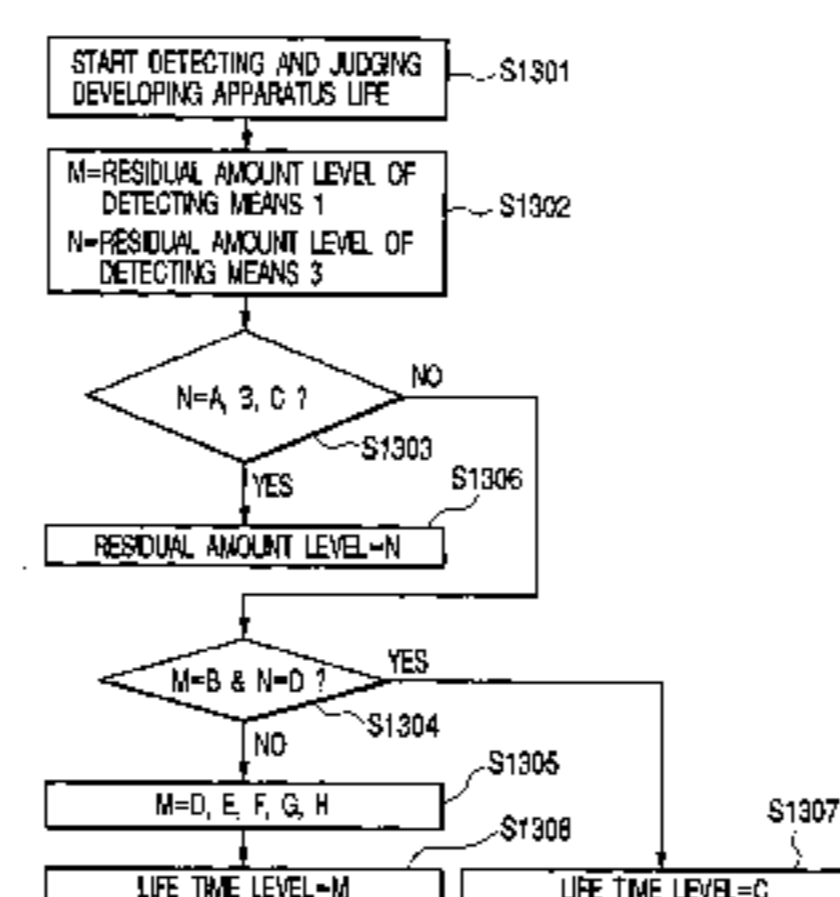 START DETECTING AND JUDGING
DEVELOPING APPARATUS LIFE
S1301
M=RESIDUAL AMOUNT LEVEL OF
DETECTING MEANS 1
N=RESIDUAL AMOUNT LEVEL OF
DETECTING MEANS 3
S1302
N=A, B, C ?
NO
S1303
YES
S1306
RESIDUAL AMOUNT LEVEL=N
M=B & N=D ?
YES
S1304
NO
S1305
M=D, E, F, G, H
S1307
S1308
LIFE TIME LEVEL=M
LIFE TIME LEVEL=C